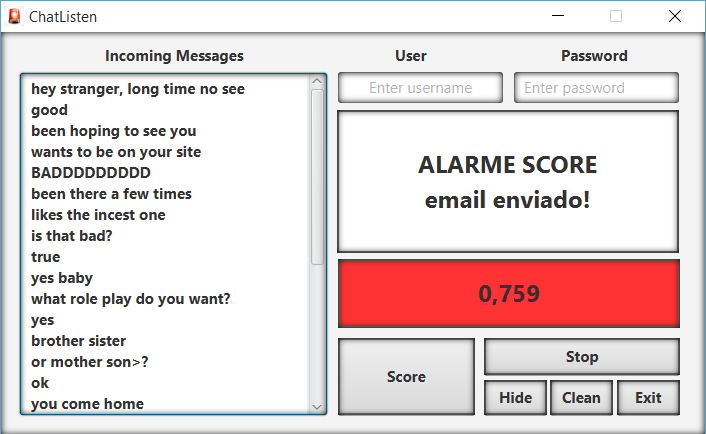 ChatListen
Incoming Messages
hey stranger, long time no see
good
been hoping to see you
wants to be on your site
BADDDDDDDDD
been there a few times
likes the incest one
is that bad?
true
yes baby
what role play do you want?
yes
brother sister
or mother son>?
ok
you come home
User
Password
Enter username
Enter password
ALARME SCORE
email enviado!
0,759
Score
Stop
Hide
Clean
Exit